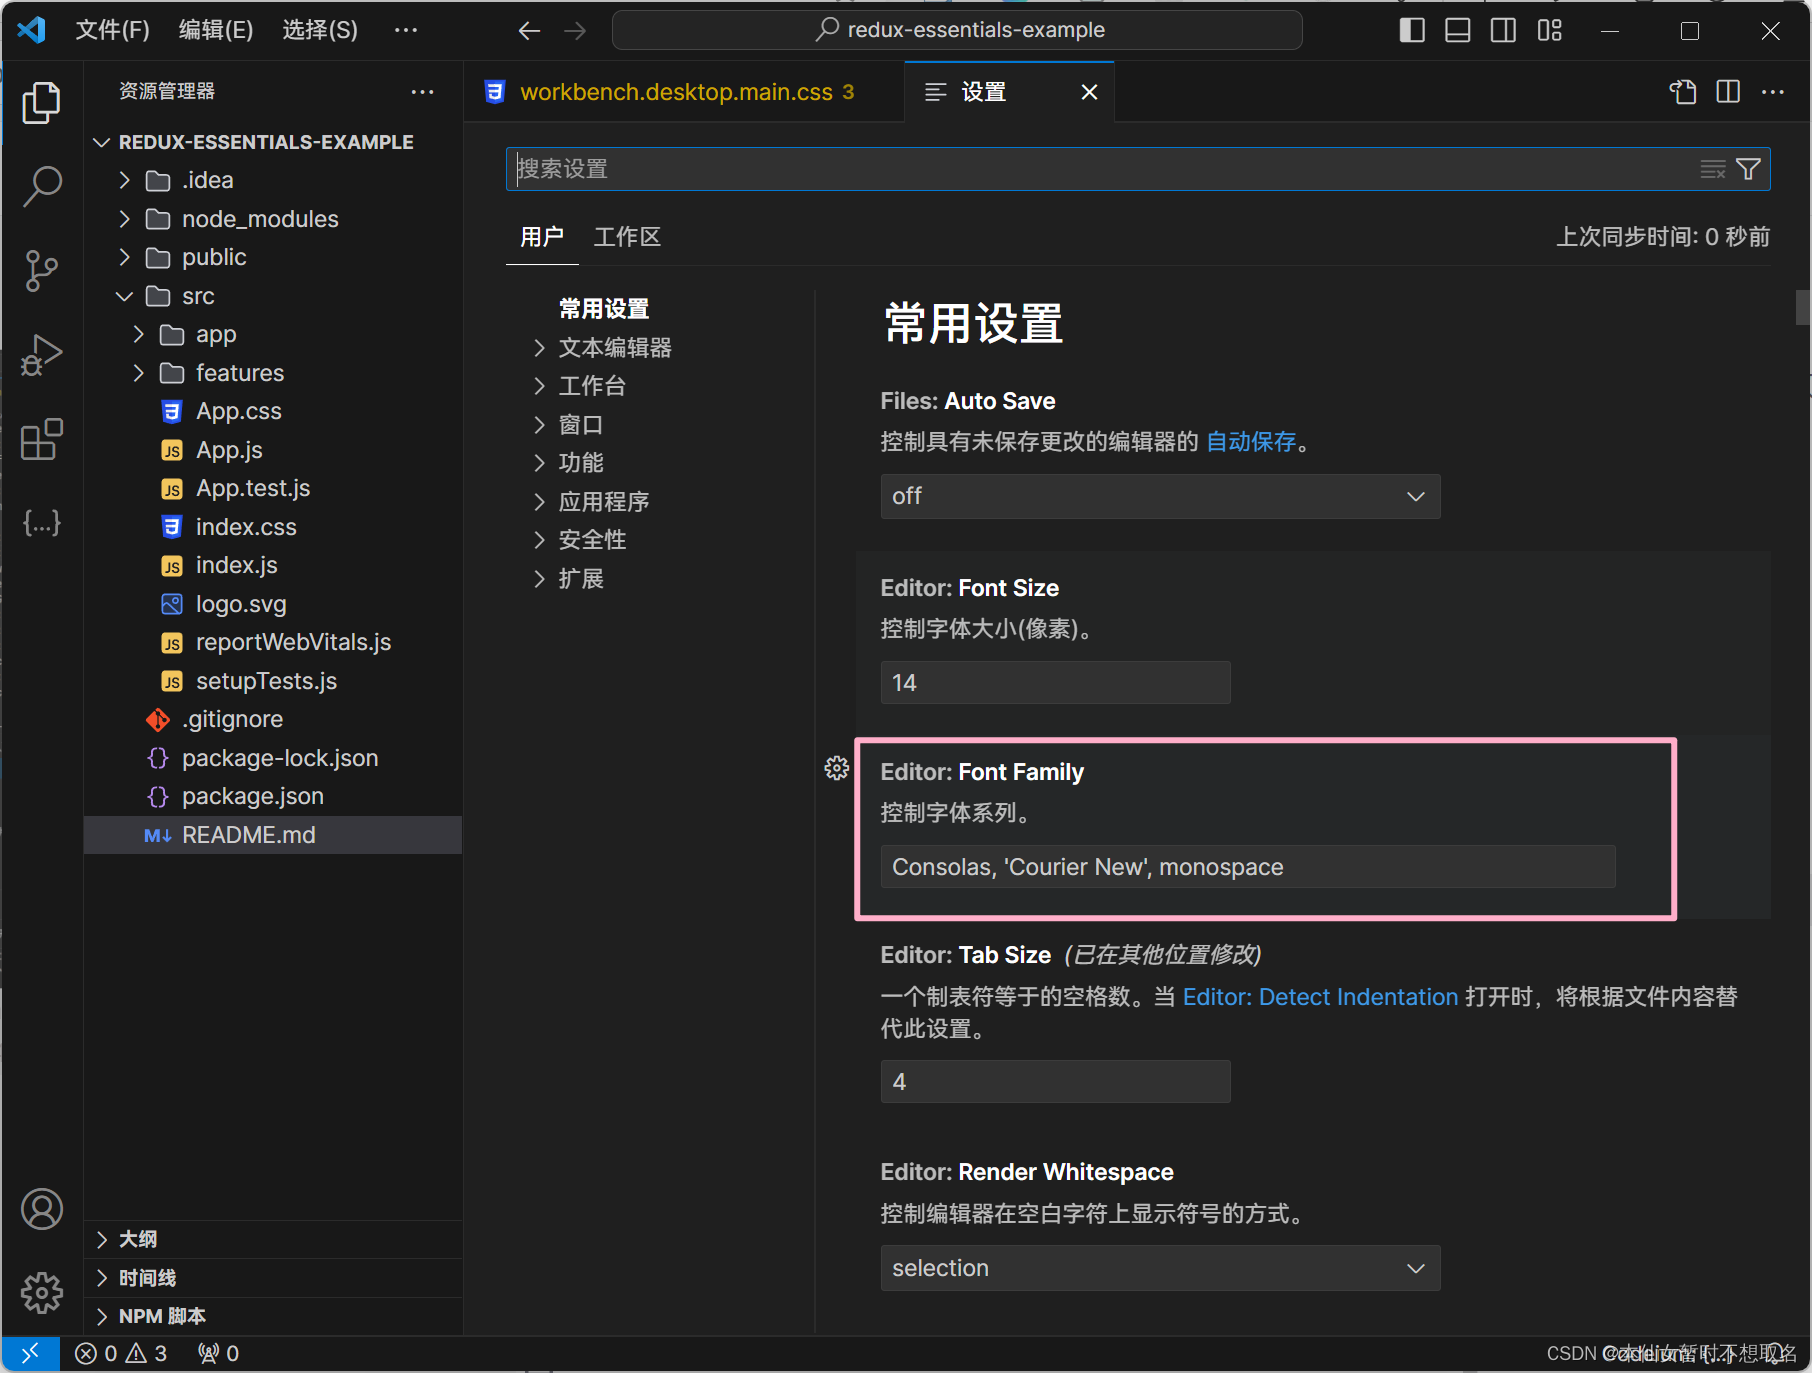 文件(F) 编辑(E) 选择(S) ··· redux-essentials-example
资源管理器 ···
workbench.desktop.main.css 3
设置
REDUX-ESSENTIALS-EXAMPLE
.idea
node_modules
public
src
app
features
App.css
App.js
App.test.js
index.css
index.js
logo.svg
reportWebVitals.js
setupTests.js
.gitignore
package-lock.json
package.json
README.md
大纲
时间线
NPM 脚本
搜索设置
用户 工作区 上次同步时间: 0 秒前
常用设置
文本编辑器
工作台
窗口
功能
应用程序
安全性
扩展
常用设置
Files: Auto Save
控制具有未保存更改的编辑器的 自动保存。
off
Editor: Font Size
控制字体大小(像素)。
14
Editor: Font Family
控制字体系列。
Consolas, 'Courier New', monospace
Editor: Tab Size (已在其他位置修改)
一个制表符等于的空格数。当 Editor: Detect Indentation 打开时，将根据文件内容替
代此设置。
4
Editor: Render Whitespace
控制编辑器在空白字符上显示符号的方式。
selection
0 3 0
CSDN